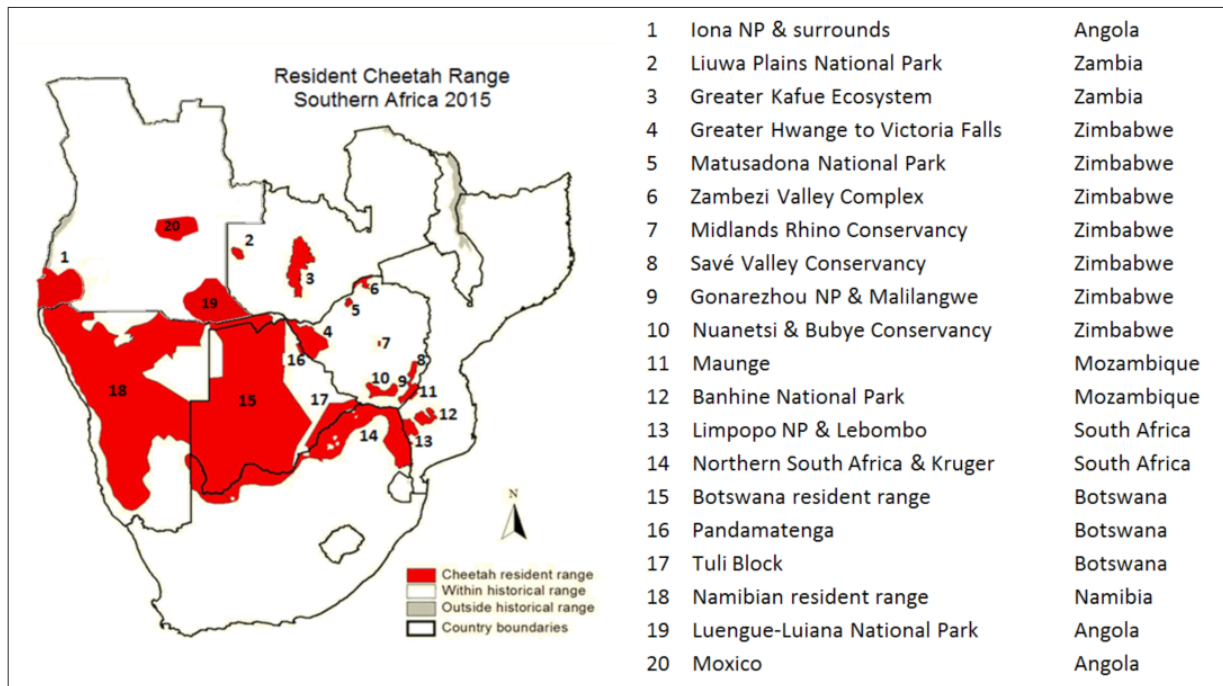 Resident Cheetah Range
Southern Africa 2015
20
2
1
3
19
6
5
4
7
16
8
18
15
10
9
11
17
12
14
13
N
Cheetah resident range
Within historical range
Outside historical range
Country boundaries
1 Iona NP & surrounds Angola
2 Liuwa Plains National Park Zambia
3 Greater Kafue Ecosystem Zambia
4 Greater Hwange to Victoria Falls Zimbabwe
5 Matusadona National Park Zimbabwe
6 Zambezi Valley Complex Zimbabwe
7 Midlands Rhino Conservancy Zimbabwe
8 Savé Valley Conservancy Zimbabwe
9 Gonarezhou NP & Malilangwe Zimbabwe
10 Nuanetsi & Bubye Conservancy Zimbabwe
11 Maunge Mozambique
12 Banhine National Park Mozambique
13 Limpopo NP & Lebombo South Africa
14 Northern South Africa & Kruger South Africa
15 Botswana resident range Botswana
16 Pandamatenga Botswana
17 Tuli Block Botswana
18 Namibian resident range Namibia
19 Luengue-Luiana National Park Angola
20 Moxico Angola